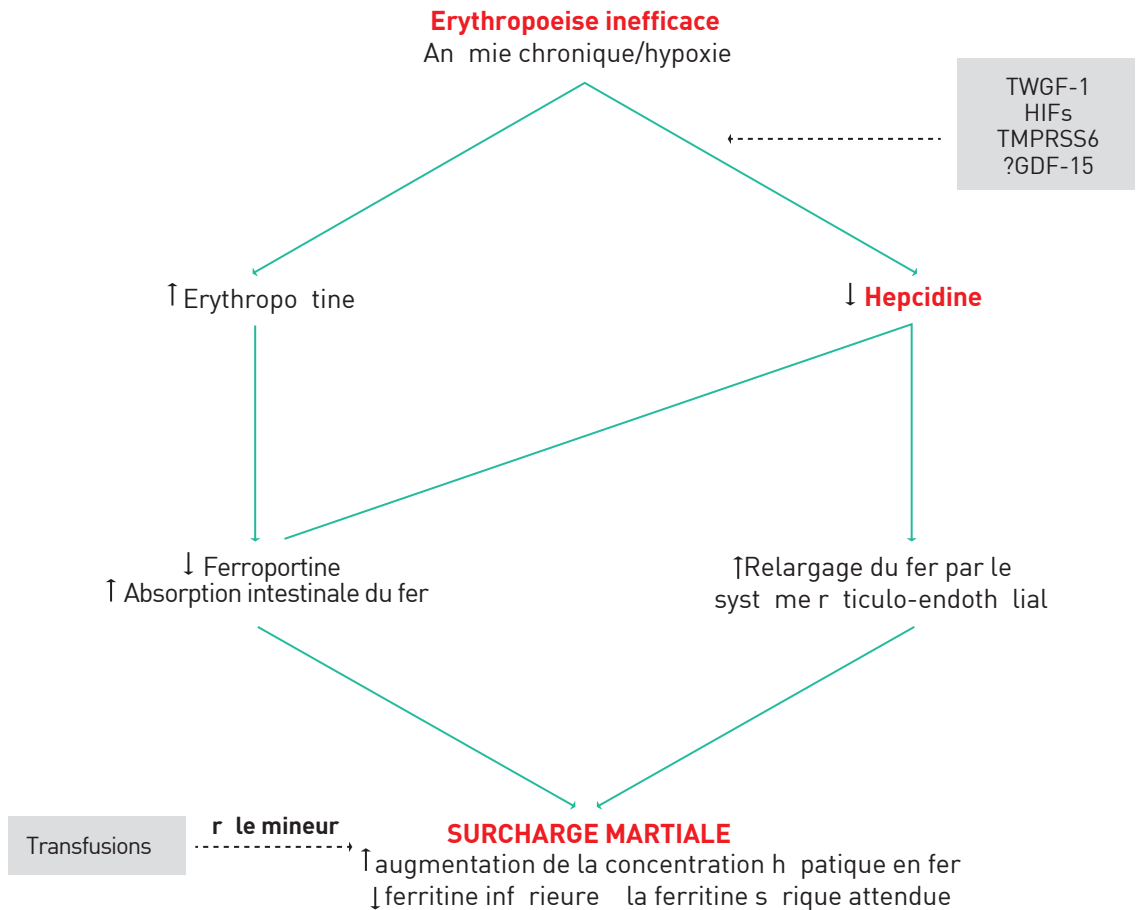 Erythropoeise inefficace
An mie chronique/hypoxie
TWGF-1
HIFs
TMPRSS6
?GDF-15
↑ Erythropo tine
↓ Hepcidine
↓ Ferroportine
↑ Absorption intestinale du fer
↑Relargage du fer par le
syst me r ticulo-endoth lial
Transfusions
r le mineur
SURCHARGE MARTIALE
↑augmentation de la concentration h patique en fer
↓ferritine inf rieure la ferritine s rique attendue